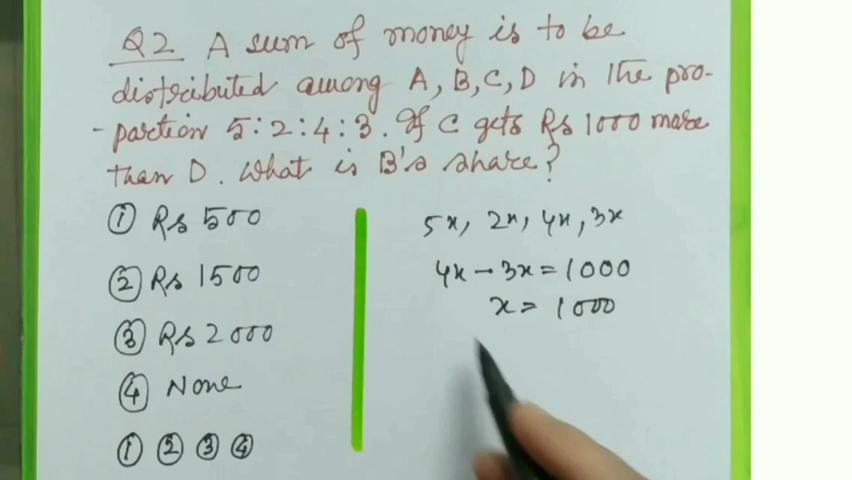 Q2 A sum of money is to be
distributed among A, B, C, D in the pro-
- partion 5:2:4:3. If C gets Rs 1000 more
than D. What is B's share?
① Rs 500
② Rs 1500
③ Rs 2000
④ None
① ② ③ ④
5x, 2x, 4x, 3x
4x - 3x = 1000
x = 1000